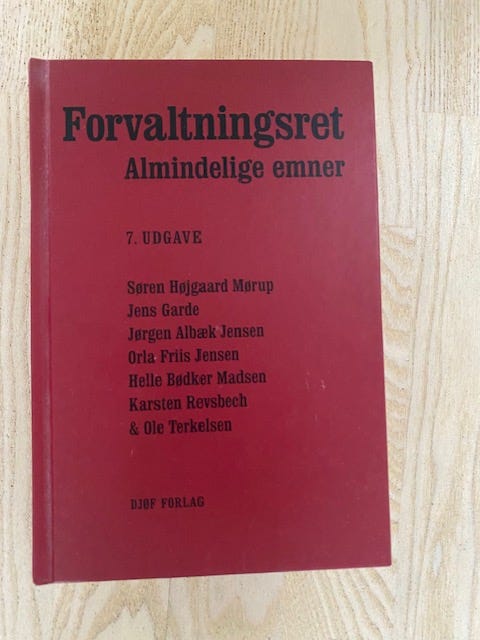 Forvaltningsret
Almindelige emner
7. UDGAVE
Søren Højgaard Mørup
Jens Garde
Jørgen Albæk Jensen
Orla Friis Jensen
Helle Bødker Madsen
Karsten Revsbech
& Ole Terkelsen
DJØF FORLAG